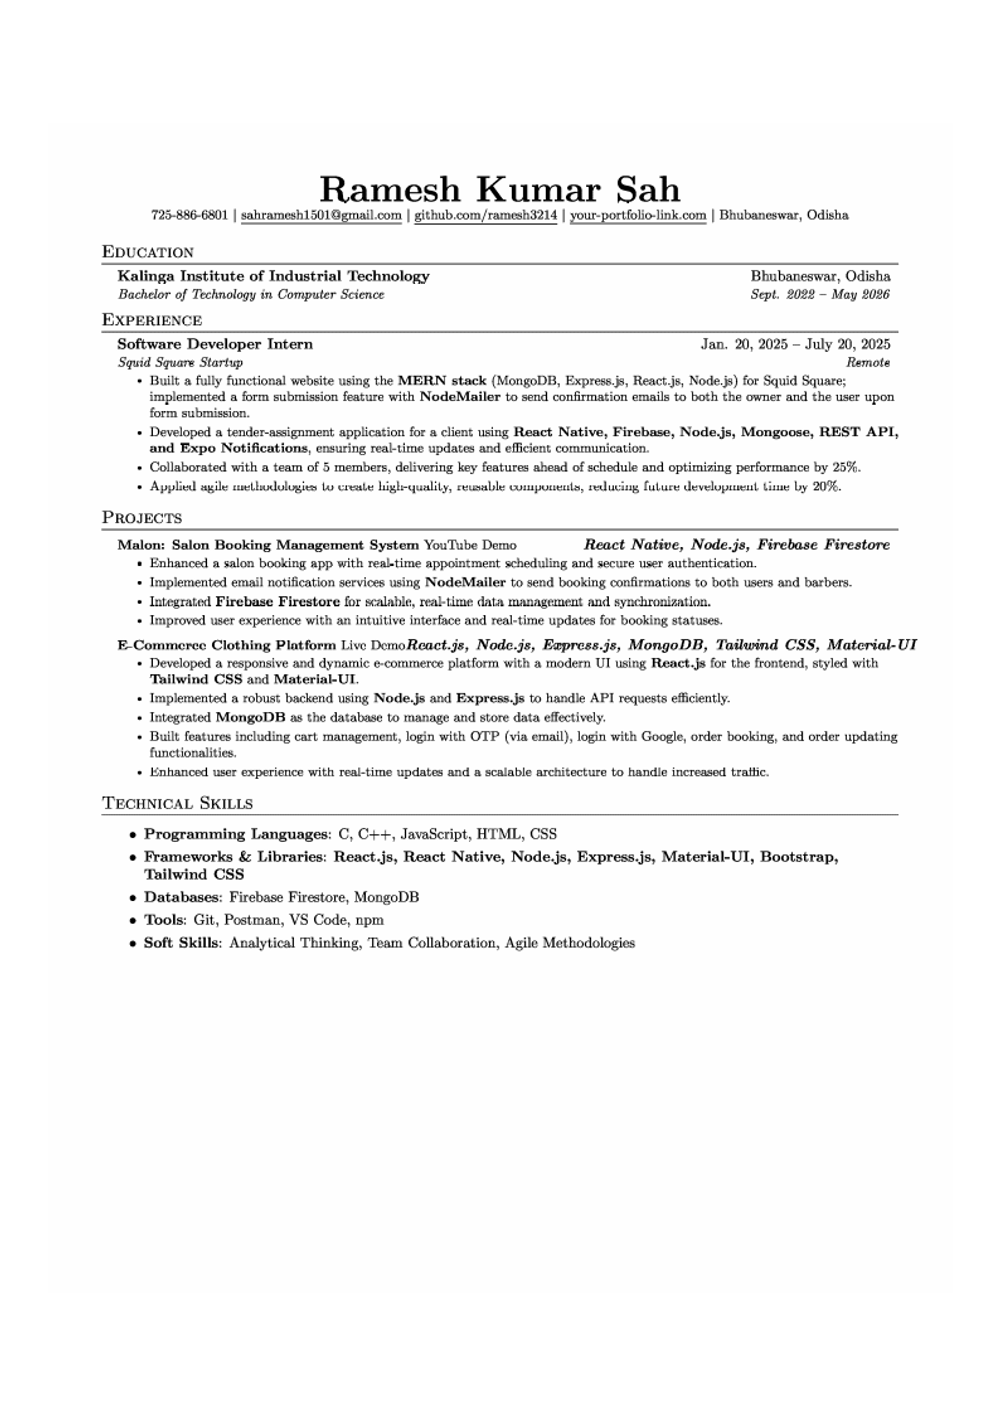 Ramesh Kumar Sah
725-886-6801 | sahramesh1501@gmail.com | github.com/ramesh3214 | your-portfolio-link.com | Bhubaneswar, Odisha
Education
Kalinga Institute of Industrial Technology Bhubaneswar, Odisha
Bachelor of Technology in Computer Science Sept. 2022 – May 2026
Experience
Software Developer Intern Jan. 20, 2025 – July 20, 2025
Squid Square Startup Remote
• Built a fully functional website using the MERN stack (MongoDB, Express.js, React.js, Node.js) for Squid Square;
implemented a form submission feature with NodeMailer to send confirmation emails to both the owner and the user upon
form submission.
• Developed a tender-assignment application for a client using React Native, Firebase, Node.js, Mongoose, REST API,
and Expo Notifications, ensuring real-time updates and efficient communication.
• Collaborated with a team of 5 members, delivering key features ahead of schedule and optimizing performance by 25%.
• Applied agile methodologies to create high-quality, reusable components, reducing future development time by 20%.
Projects
Malon: Salon Booking Management System YouTube Demo React Native, Node.js, Firebase Firestore
• Enhanced a salon booking app with real-time appointment scheduling and secure user authentication.
• Implemented email notification services using NodeMailer to send booking confirmations to both users and barbers.
• Integrated Firebase Firestore for scalable, real-time data management and synchronization.
• Improved user experience with an intuitive interface and real-time updates for booking statuses.
E-Commerce Clothing Platform Live Demo React.js, Node.js, Express.js, MongoDB, Tailwind CSS, Material-UI
• Developed a responsive and dynamic e-commerce platform with a modern UI using React.js for the frontend, styled with
Tailwind CSS and Material-UI.
• Implemented a robust backend using Node.js and Express.js to handle API requests efficiently.
• Integrated MongoDB as the database to manage and store data effectively.
• Built features including cart management, login with OTP (via email), login with Google, order booking, and order updating
functionalities.
• Enhanced user experience with real-time updates and a scalable architecture to handle increased traffic.
Technical Skills
• Programming Languages: C, C++, JavaScript, HTML, CSS
• Frameworks & Libraries: React.js, React Native, Node.js, Express.js, Material-UI, Bootstrap,
Tailwind CSS
• Databases: Firebase Firestore, MongoDB
• Tools: Git, Postman, VS Code, npm
• Soft Skills: Analytical Thinking, Team Collaboration, Agile Methodologies